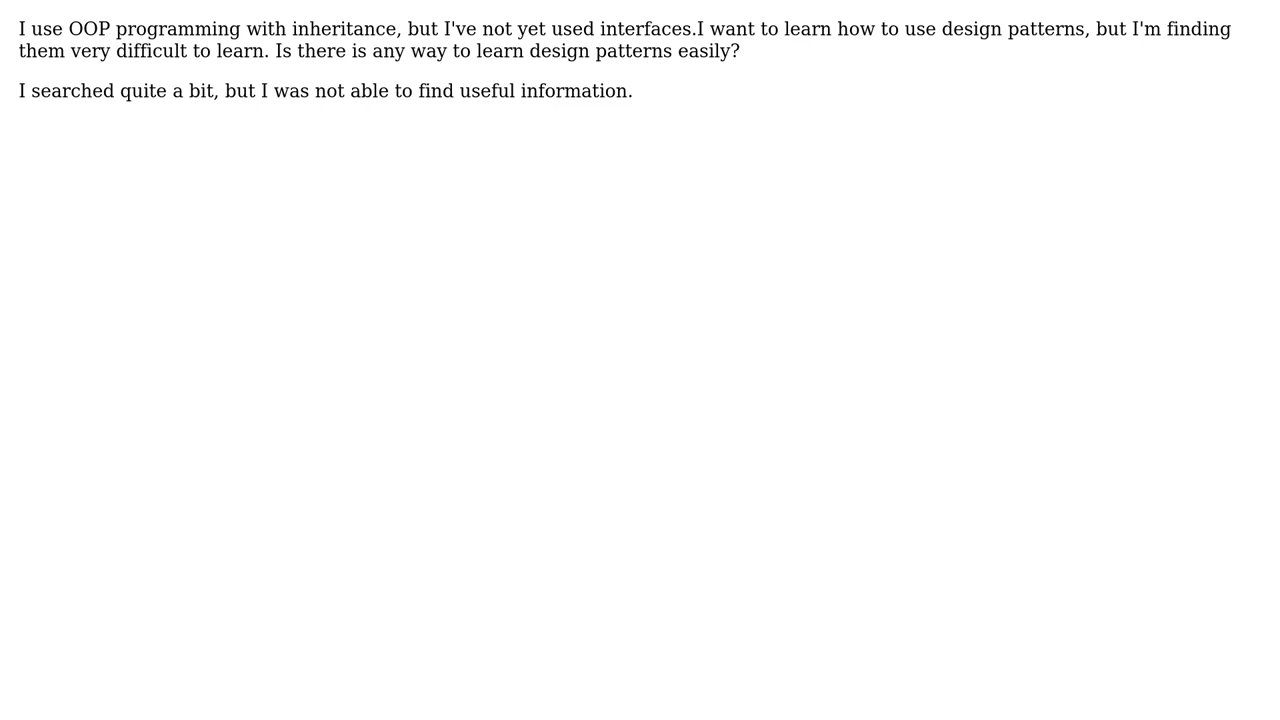 I use OOP programming with inheritance, but I've not yet used interfaces.I want to learn how to use design patterns, but I'm finding
them very difficult to learn. Is there is any way to learn design patterns easily?
I searched quite a bit, but I was not able to find useful information.